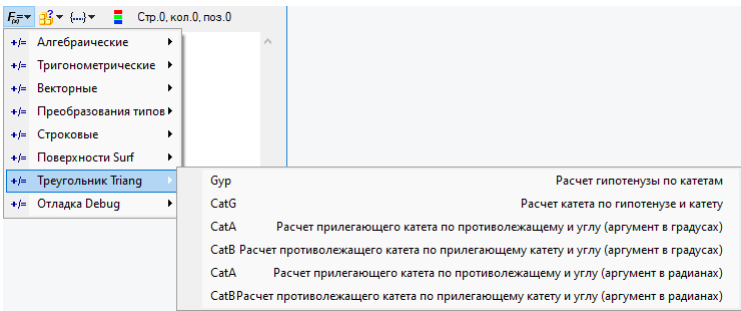 F(x)= {...} Стр.0, кол.0, поз.0
+/= Алгебраические
+/= Тригонометрические
+/= Векторные
+/= Преобразования типов
+/= Строковые
+/= Поверхности Surf
+/= Треугольник Triang
+/= Отладка Debug
Gyp Расчет гипотенузы по катетам
CatG Расчет катета по гипотенузе и катету
CatA Расчет прилегающего катета по противолежащему и углу (аргумент в градусах)
CatB Расчет противолежащего катета по прилегающему катету и углу (аргумент в градусах)
CatA Расчет прилегающего катета по противолежащему и углу (аргумент в радианах)
CatB Расчет противолежащего катета по прилегающему катету и углу (аргумент в радианах)